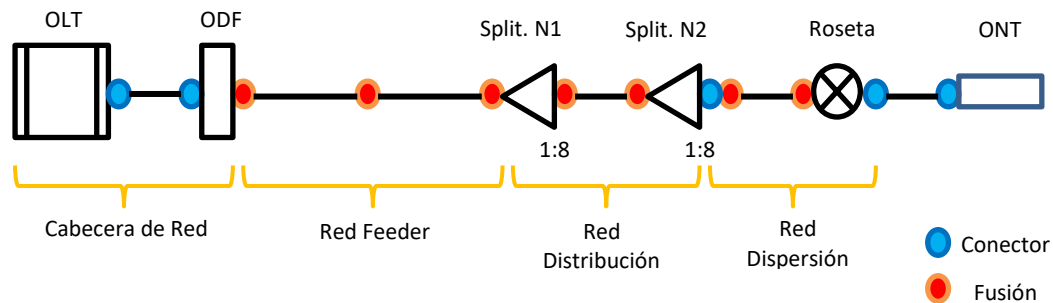 OLT
ODF
Split. N1
Split. N2
Roseta
ONT
1:8
1:8
Cabecera de Red
Red Feeder
Red
Distribución
Red
Dispersión
Conector
Fusión